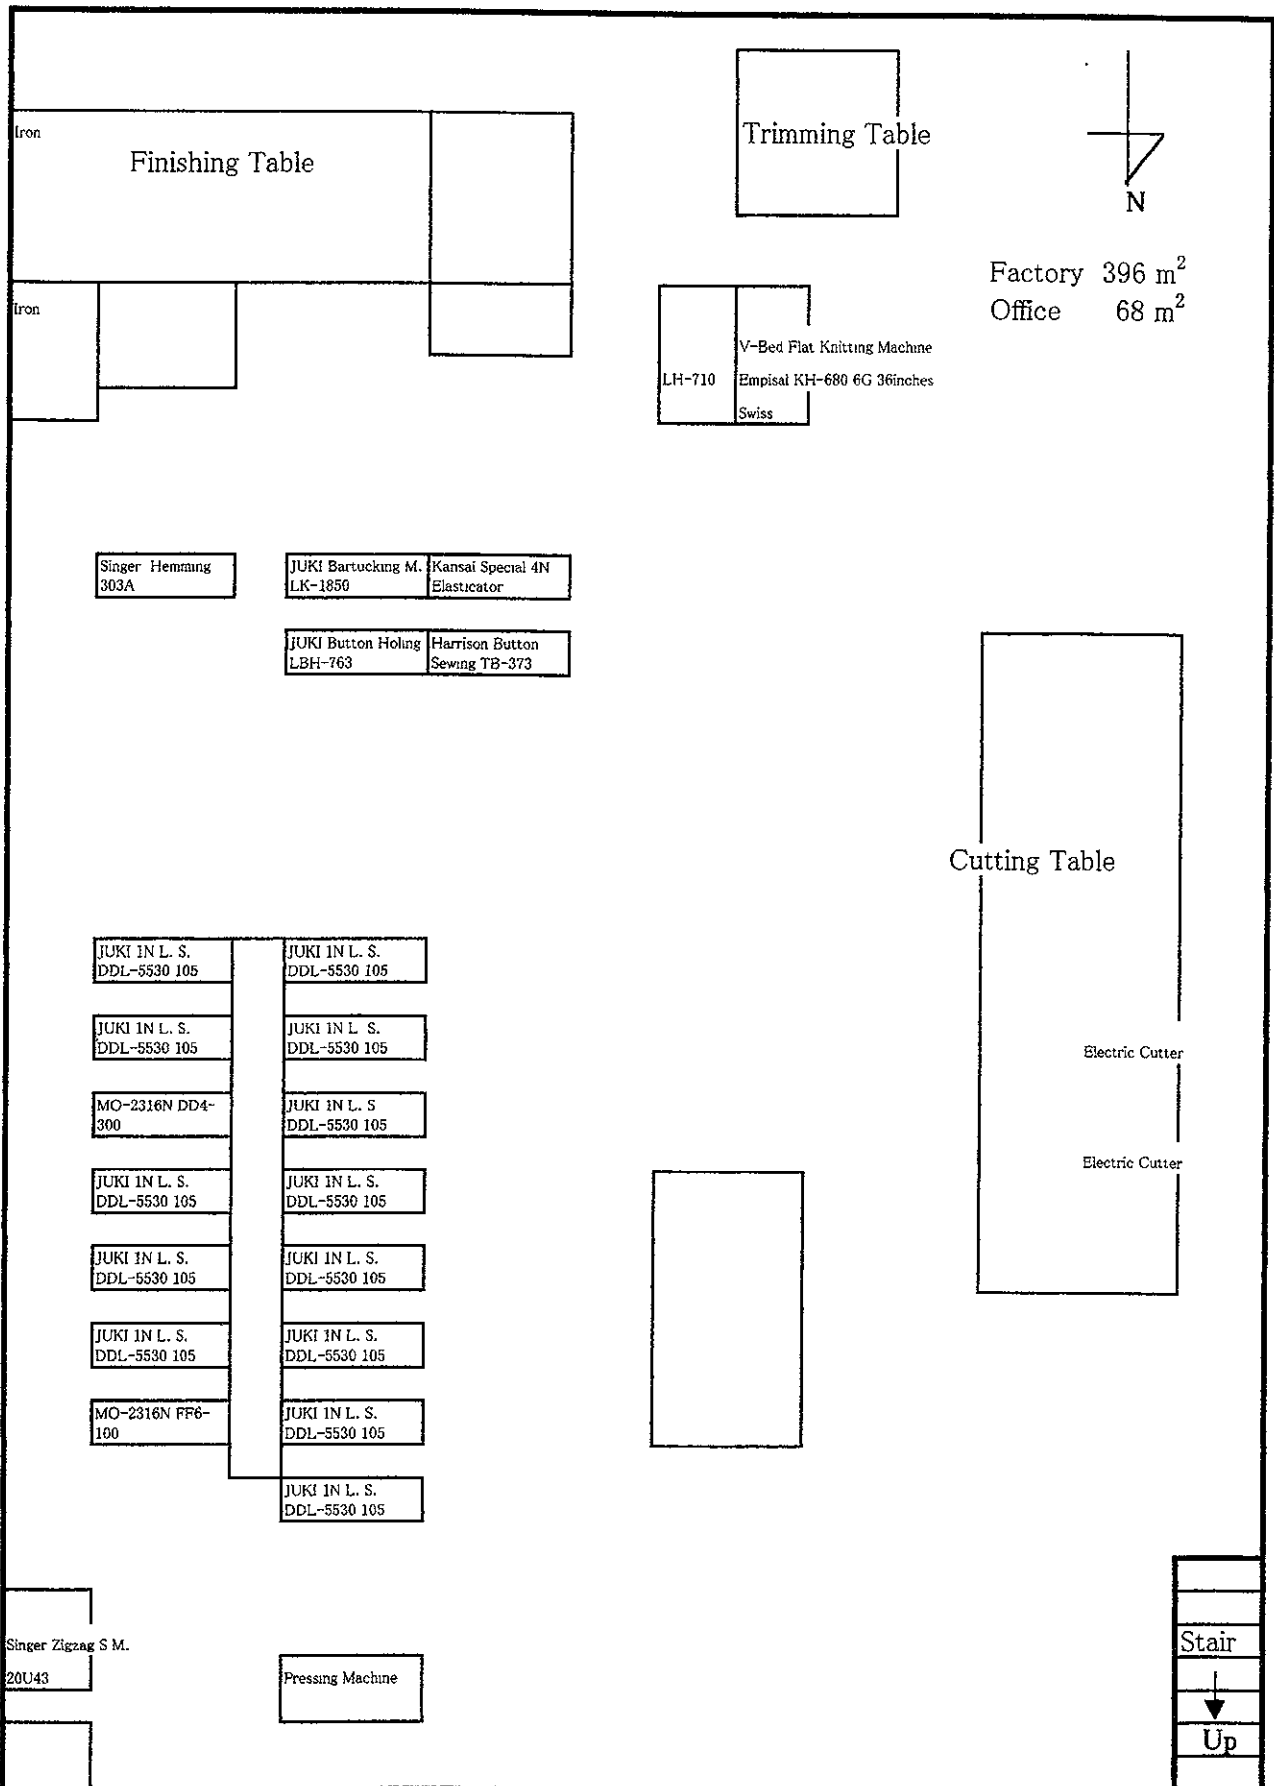 Iron
Finishing Table
Trimming Table
N
Factory 396 m²
Office 68 m²
Iron
LH-710
V-Bed Flat Knitting Machine
Empisal KH-680 6G 36inches
Swiss
Singer Hemming
303A
JUKI Bartucking M.
LK-1850
Kansai Special 4N
Elasticator
JUKI Button Holing
LBH-763
Harrison Button
Sewing TB-373
Cutting Table
Electric Cutter
Electric Cutter
JUKI 1N L. S.
DDL-5530 105
JUKI 1N L. S.
DDL-5530 105
JUKI 1N L. S.
DDL-5530 105
JUKI 1N L S.
DDL-5530 105
MO-2316N DD4-
300
JUKI 1N L. S
DDL-5530 105
JUKI 1N L. S.
DDL-5530 105
JUKI 1N L. S.
DDL-5530 105
JUKI 1N L. S.
DDL-5530 105
JUKI 1N L. S.
DDL-5530 105
JUKI 1N L. S.
DDL-5530 105
JUKI 1N L. S.
DDL-5530 105
MO-2316N FF6-
100
JUKI 1N L. S.
DDL-5530 105
JUKI 1N L. S.
DDL-5530 105
Singer Zigzag S M.
20U43
Pressing Machine
Stair
Up